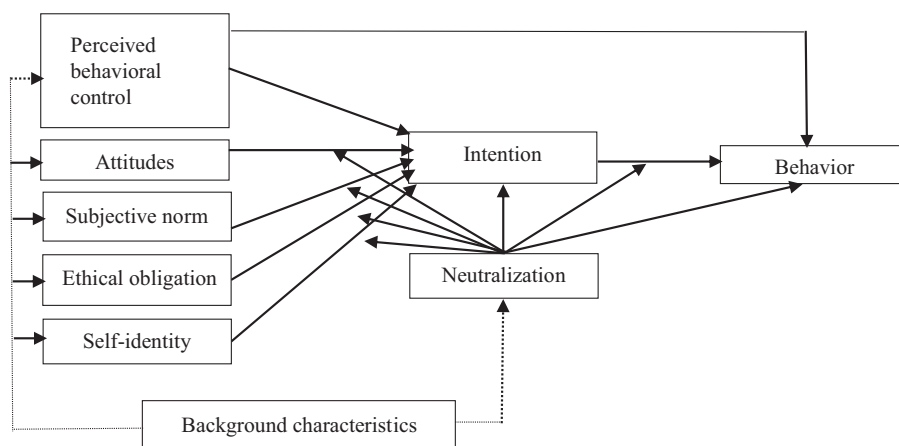 Perceived
behavioral
control
Attitudes
Subjective norm
Ethical obligation
Self-identity
Intention
Behavior
Neutralization
Background characteristics